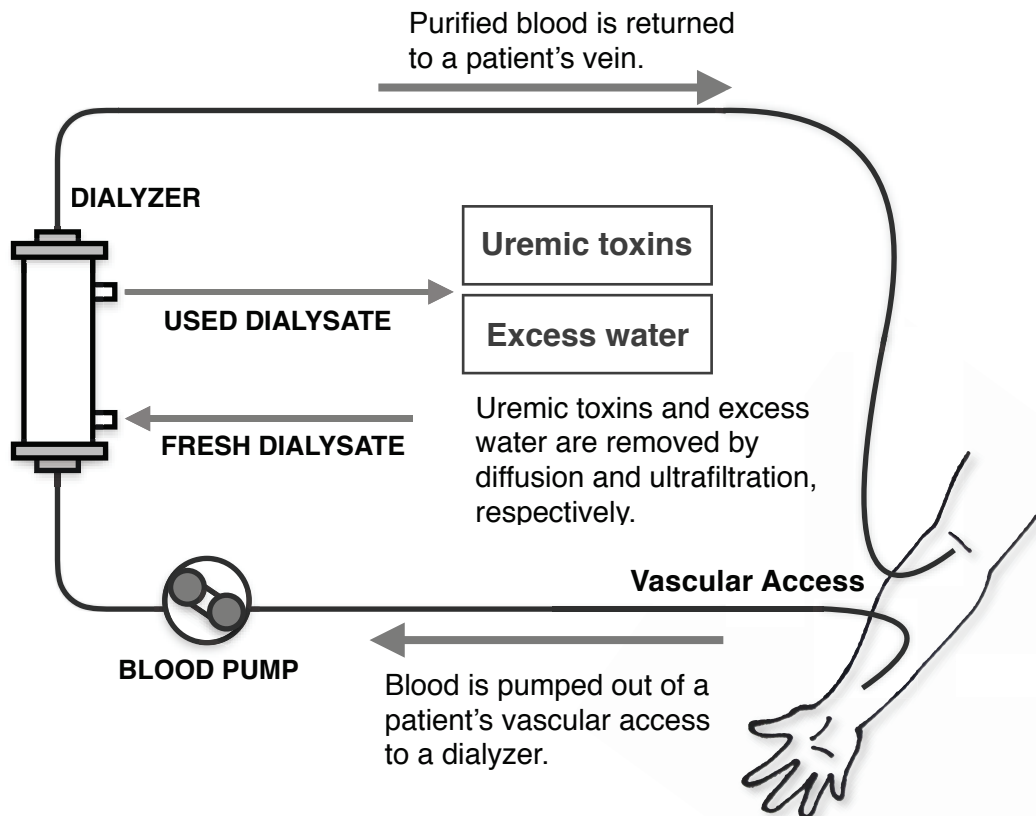 Purified blood is returned
to a patient’s vein.
DIALYZER
Uremic toxins
USED DIALYSATE
Excess water
Uremic toxins and excess
water are removed by
diffusion and ultrafiltration,
respectively.
FRESH DIALYSATE
Vascular Access
BLOOD PUMP
Blood is pumped out of a
patient’s vascular access
to a dialyzer.